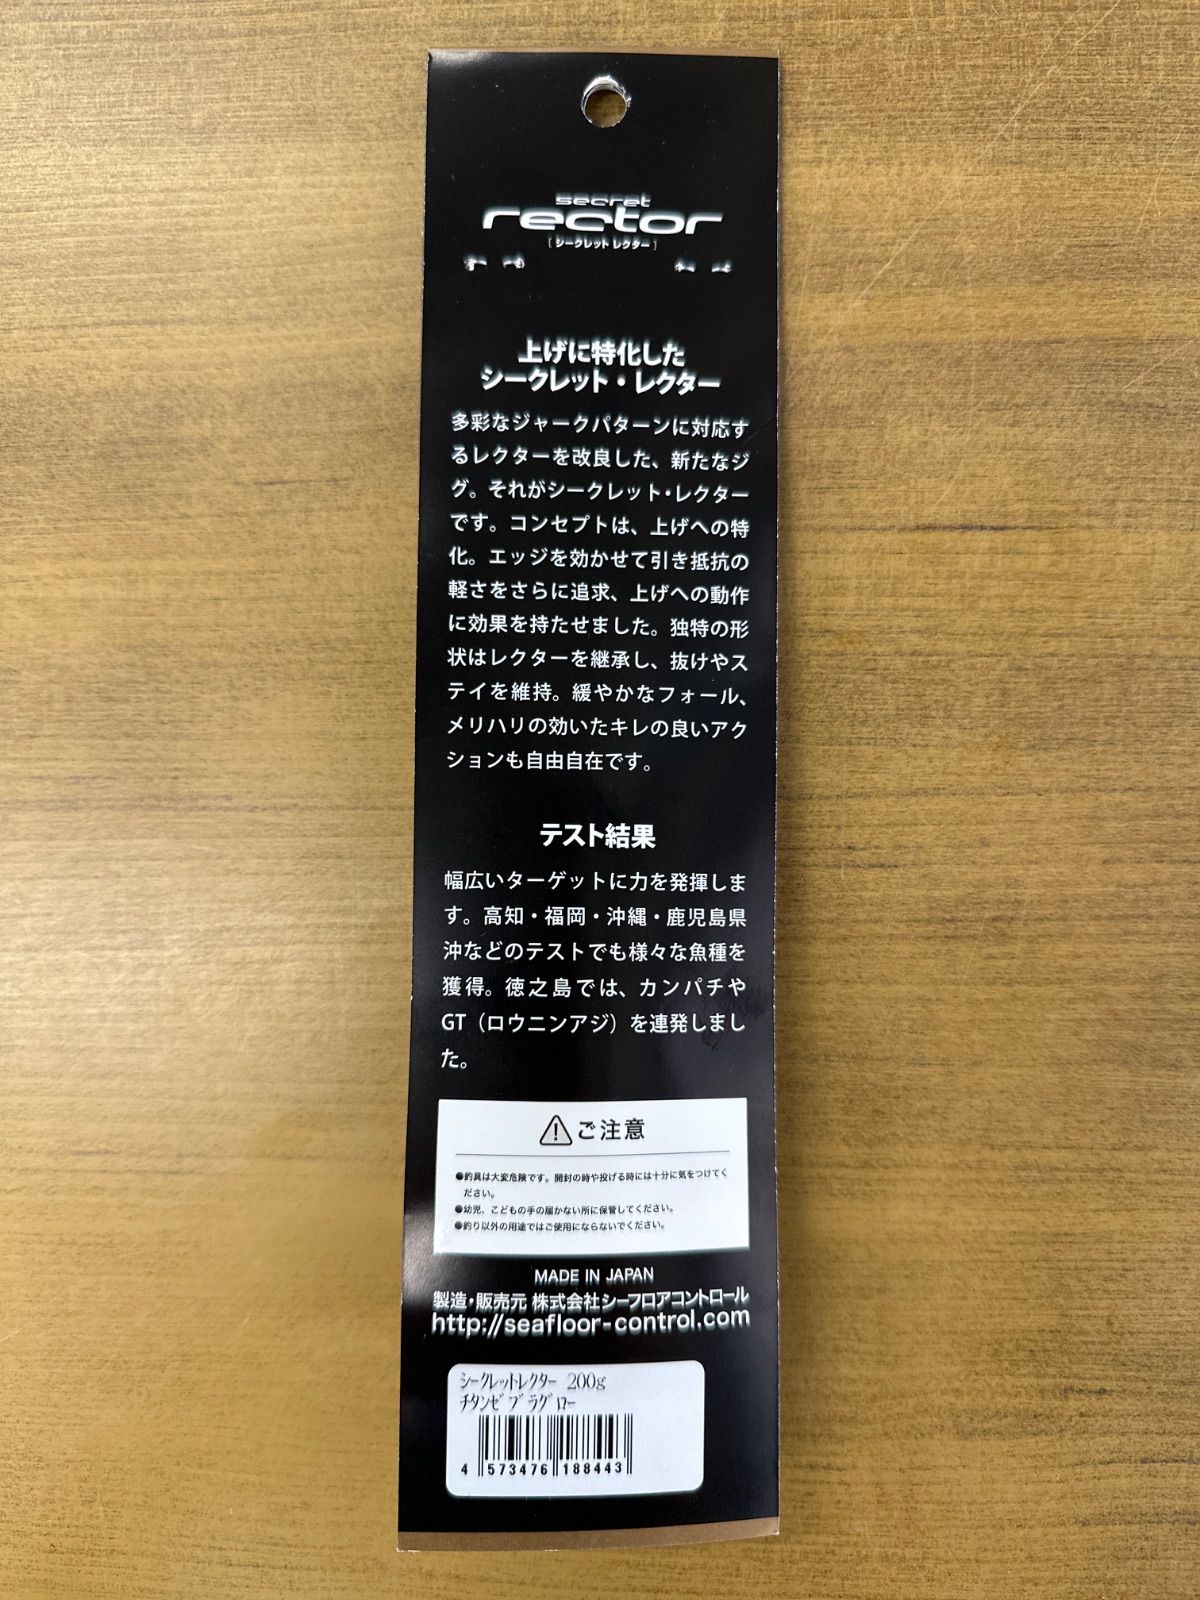 secret
rector
[ シークレット レクター ]
上げに特化した
シークレット・レクター
多彩なジャークパターンに対応す
るレクターを改良した、新たなジ
グ。それがシークレット・レクター
です。コンセプトは、上げへの特
化。エッジを効かせて引き抵抗の
軽さをさらに追求、上げへの動作
に効果を持たせました。独特の形
状はレクターを継承し、抜けやス
テイを維持。緩やかなフォール、
メリハリの効いたキレの良いアク
ションも自由自在です。
テスト結果
幅広いターゲットに力を発揮しま
す。高知・福岡・沖縄・鹿児島県
沖などのテストでも様々な魚種を
獲得。徳之島では、カンパチや
GT（ロウニンアジ）を連発しまし
た。
ご注意
●釣具は大変危険です。開封の時や投げる時には十分に気をつけてく
ださい。
●幼児、こどもの手の届かない所に保管してください。
●釣り以外の用途ではご使用にならないでください。
MADE IN JAPAN
製造・販売元 株式会社シーフロアコントロール
http://seafloor-control.com
シークレットレクター 200g
チタンゼブラグロー
4 573476 188443